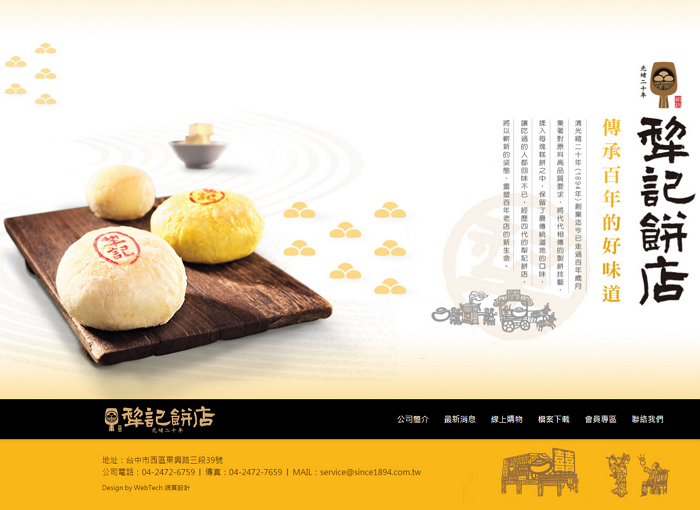 光緒二十年
犂記餅店
傳承百年的好味道
清光緒二十年(1894年)創業迄今已走過百年歲月
秉著對原料高品質要求，將代代相傳的製餅技藝，
揉入每塊糕餅之中，保留了最傳統道地的口味，
讓吃過的人都回味不已，經歷四代的犂記餅店，
將以嶄新的姿態，重塑百年老店的新生命。
犂記
犂記餅店
光緒二十年
公司簡介 最新消息 線上購物 檔案下載 會員專區 聯絡我們
地址：台中市西區東興路三段39號
公司電話：04-2472-6759 | 傳真：04-2472-7659 | MAIL：service@since1894.com.tw
Design by WebTech 網頁設計